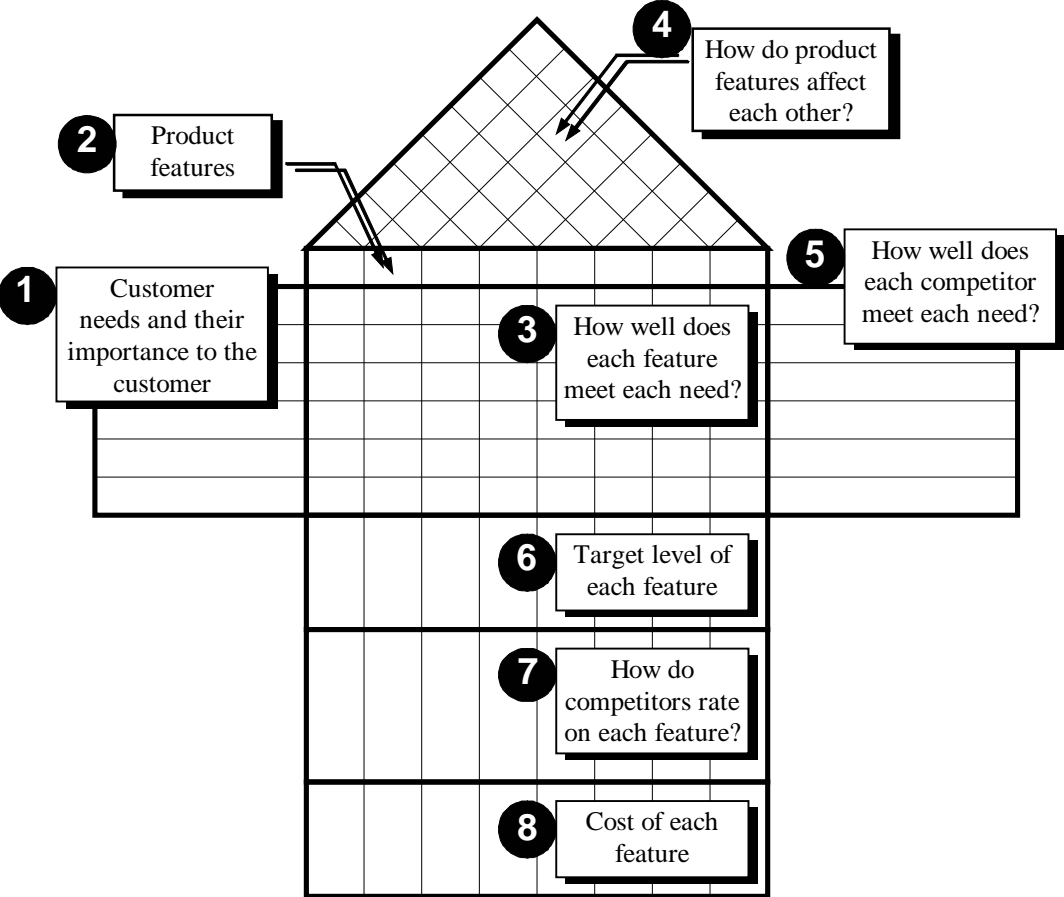 1
Customer
needs and their
importance to the
customer
2
Product
features
3
How well does
each feature
meet each need?
4
How do product
features affect
each other?
5
How well does
each competitor
meet each need?
6
Target level of
each feature
7
How do
competitors rate
on each feature?
8
Cost of each
feature